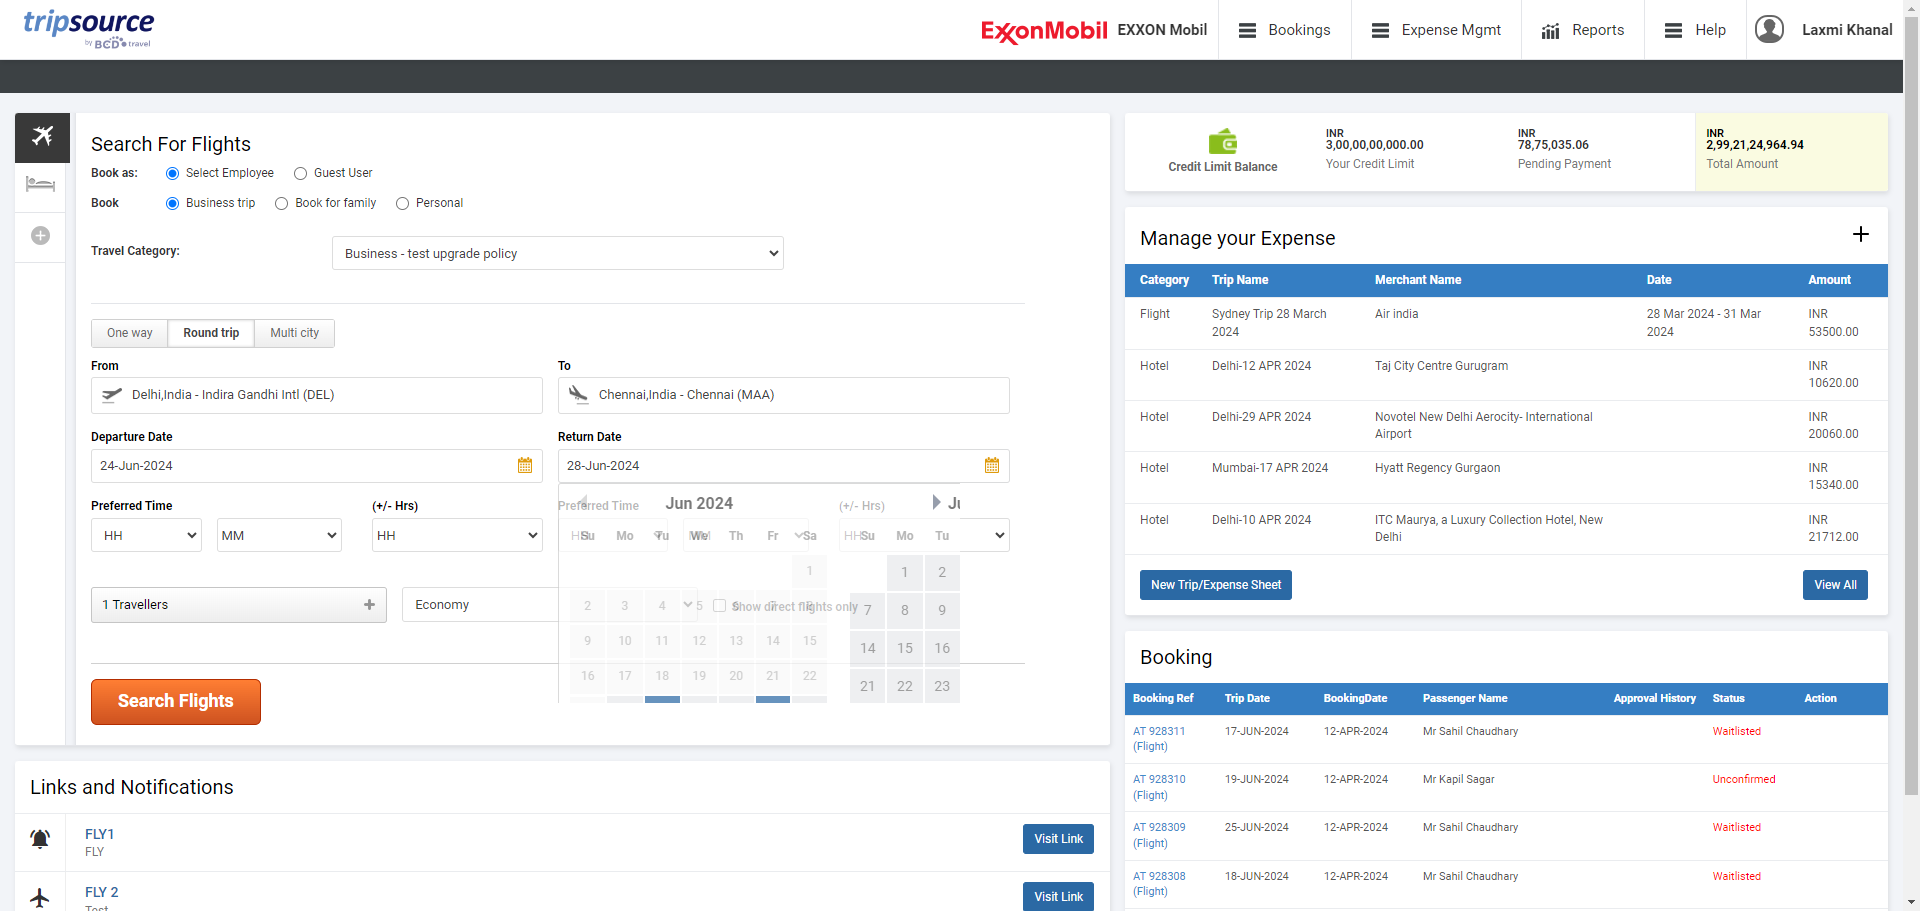 tripsource
by BCD travel
ExxonMobil EXXON Mobil
Bookings
Expense Mgmt
Reports
Help
Laxmi Khanal
Search For Flights
Book as: Select Employee Guest User
Book Business trip Book for family Personal
Travel Category: Business - test upgrade policy
One way Round trip Multi city
From To
Delhi,India - Indira Gandhi Intl (DEL) Chennai,India - Chennai (MAA)
Departure Date Return Date
24-Jun-2024 28-Jun-2024
Preferred Time (+/- Hrs) Preferred Time (+/- Hrs)
HH MM HH HH MM HH
Jun 2024
Su Mo Tu We Th Fr Sa Su Mo Tu
1 1 2
2 3 4 5 6 7 8 7 8 9
9 10 11 12 13 14 15 14 15 16
16 17 18 19 20 21 22 21 22 23
1 Travellers Economy Show direct flights only
Search Flights
Links and Notifications
FLY1
FLY
Visit Link
FLY 2
Test
Visit Link
Credit Limit Balance
INR
3,00,00,00,000.00
Your Credit Limit
INR
78,75,035.06
Pending Payment
INR
2,99,21,24,964.94
Total Amount
Manage your Expense
Category Trip Name Merchant Name Date Amount
Flight Sydney Trip 28 March 2024 Air india 28 Mar 2024 - 31 Mar 2024 INR 53500.00
Hotel Delhi-12 APR 2024 Taj City Centre Gurugram INR 10620.00
Hotel Delhi-29 APR 2024 Novotel New Delhi Aerocity- International Airport INR 20060.00
Hotel Mumbai-17 APR 2024 Hyatt Regency Gurgaon INR 15340.00
Hotel Delhi-10 APR 2024 ITC Maurya, a Luxury Collection Hotel, New Delhi INR 21712.00
New Trip/Expense Sheet View All
Booking
Booking Ref Trip Date BookingDate Passenger Name Approval History Status Action
AT 928311 (Flight) 17-JUN-2024 12-APR-2024 Mr Sahil Chaudhary Waitlisted
AT 928310 (Flight) 19-JUN-2024 12-APR-2024 Mr Kapil Sagar Unconfirmed
AT 928309 (Flight) 25-JUN-2024 12-APR-2024 Mr Sahil Chaudhary Waitlisted
AT 928308 (Flight) 18-JUN-2024 12-APR-2024 Mr Sahil Chaudhary Waitlisted